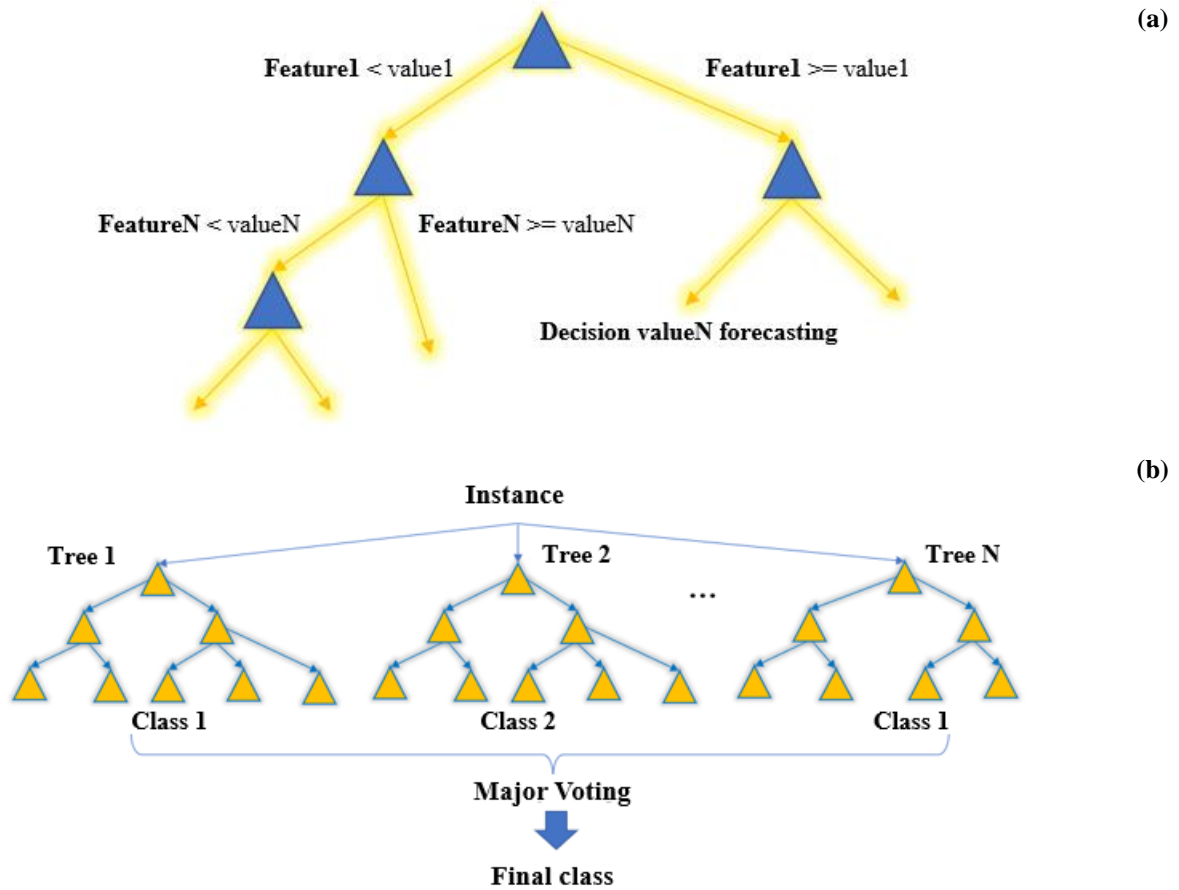 (a)
Feature1 < value1
Feature1 >= value1
FeatureN < valueN
FeatureN >= valueN
Decision valueN forecasting
(b)
Instance
Tree 1
Tree 2
Tree N
...
Class 1
Class 2
Class 1
Major Voting
Final class